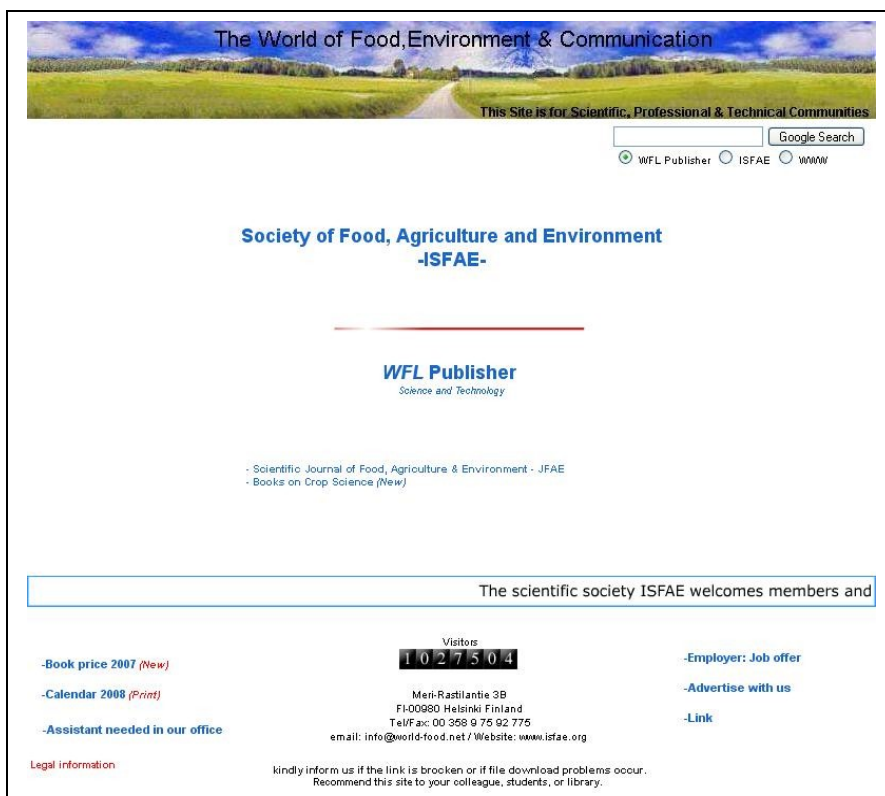 The World of Food,Environment & Communication
This Site is for Scientific, Professional & Technical Communities
Google Search
WFL Publisher ISFAE WWW
Society of Food, Agriculture and Environment
-ISFAE-
WFL Publisher
Science and Technology
- Scientific Journal of Food, Agriculture & Environment - JFAE
- Books on Crop Science (New)
The scientific society ISFAE welcomes members and
-Book price 2007 (New)
-Calendar 2008 (Print)
-Assistant needed in our office
Legal information
Visitors
1027504
Meri-Rastilantie 3B
FI-00980 Helsinki Finland
Tel/Fax: 00 358 9 75 92 775
email: info@world-food.net / Website: www.isfae.org
kindly inform us if the link is brocken or if file download problems occur.
Recommend this site to your colleague, students, or library.
-Employer: Job offer
-Advertise with us
-Link